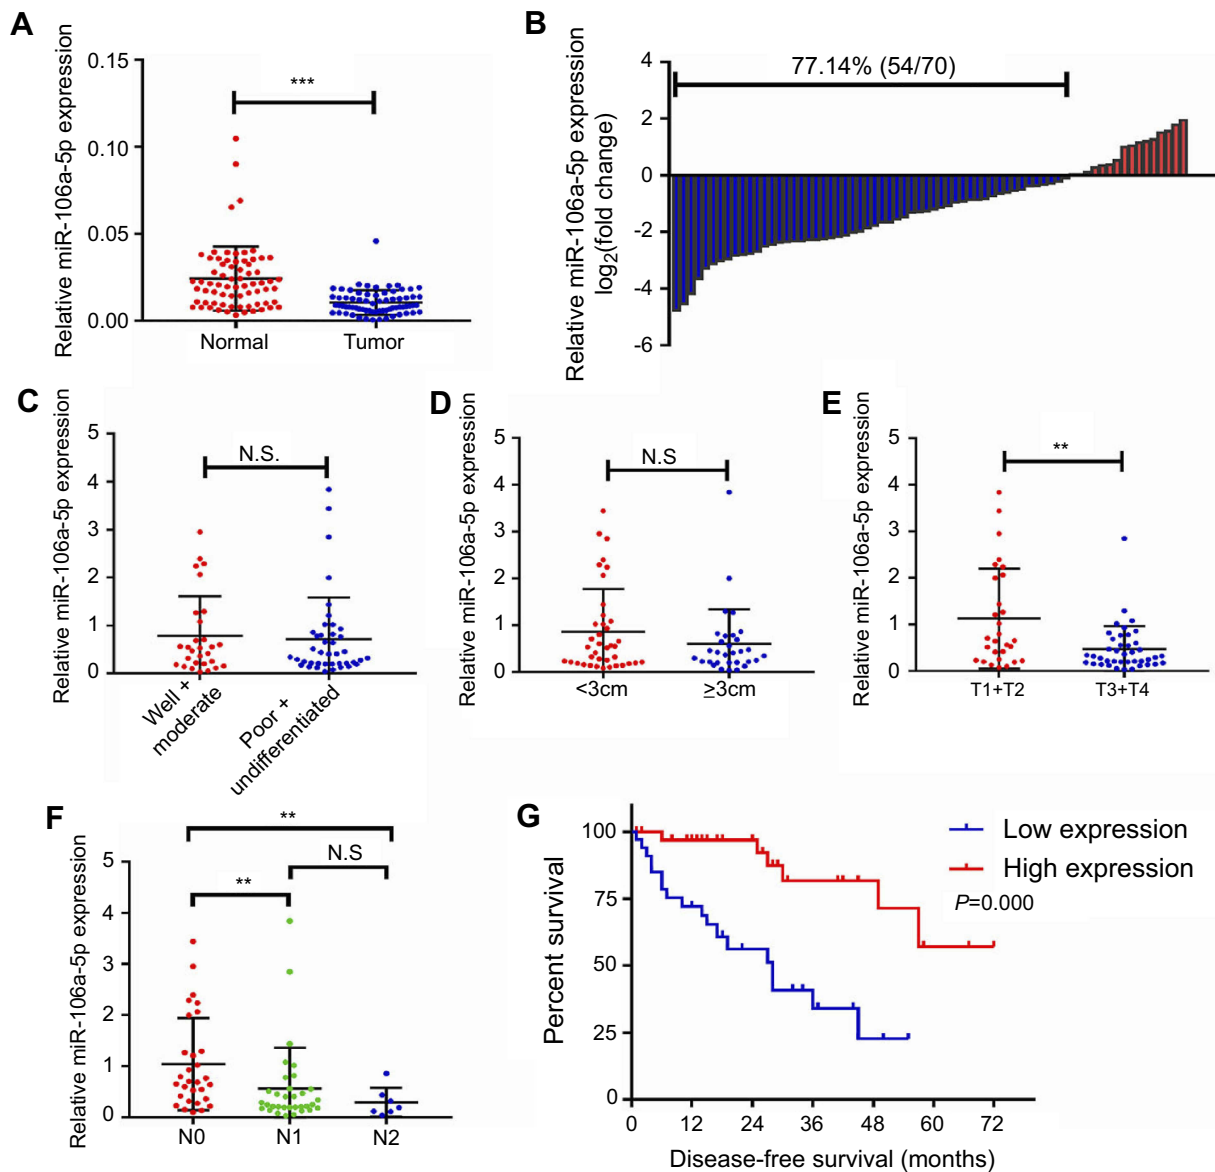 A
Relative miR-106a-5p expression
0.15
0.10
0.05
0.00
***
Normal
Tumor
B
Relative miR-106a-5p expression
log2(fold change)
4
2
0
-2
-4
-6
77.14% (54/70)
C
Relative miR-106a-5p expression
5
4
3
2
1
0
N.S.
Well +
moderate
Poor +
undifferentiated
D
Relative miR-106a-5p expression
5
4
3
2
1
0
N.S
<3cm
≥3cm
E
Relative miR-106a-5p expression
5
4
3
2
1
0
**
T1+T2
T3+T4
F
Relative miR-106a-5p expression
5
4
3
2
1
0
**
N.S
**
N0
N1
N2
G
Percent survival
100
75
50
25
0
Low expression
High expression
P=0.000
0
12
24
36
48
60
72
Disease-free survival (months)